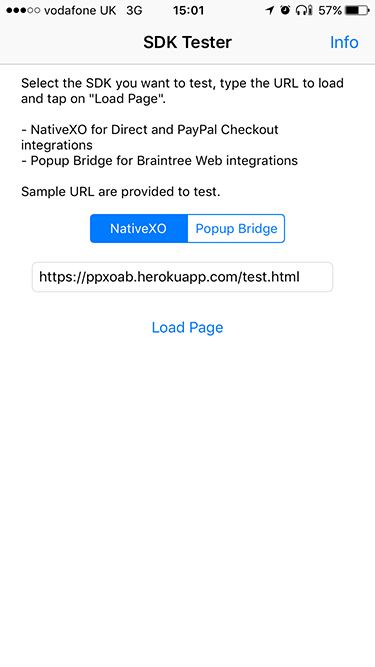 vodafone UK 3G 15:01 57%
SDK Tester Info
Select the SDK you want to test, type the URL to load
and tap on "Load Page".
- NativeXO for Direct and PayPal Checkout
integrations
- Popup Bridge for Braintree Web integrations
Sample URL are provided to test.
NativeXO Popup Bridge
https://ppxoab.herokuapp.com/test.html
Load Page